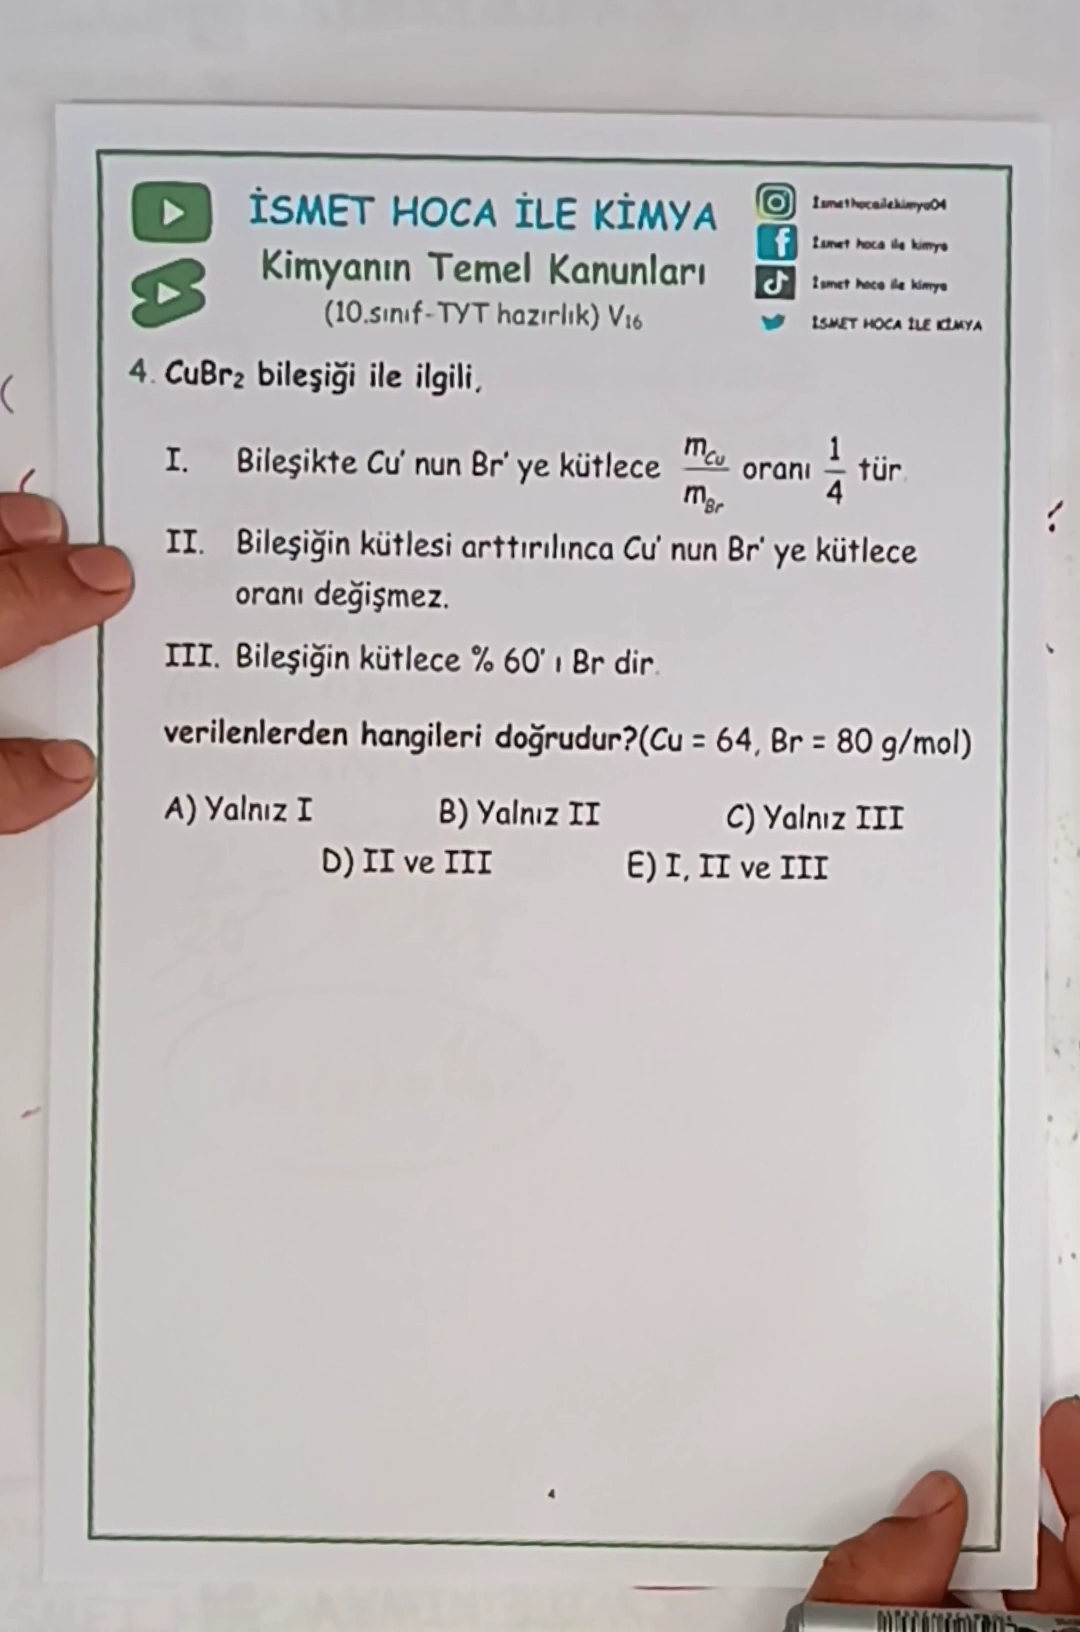 İSMET HOCA İLE KİMYA
Kimyanın Temel Kanunları
(10.sınıf-TYT hazırlık) V16
İsmethocailekimya04
İsmet hoca ile kimya
İsmet hoca ile kimya
İSMET HOCA İLE KİMYA
4. CuBr₂ bileşiği ile ilgili,
I. Bileşikte Cu' nun Br' ye kütlece mCu/mBr oranı 1/4 tür.
II. Bileşiğin kütlesi arttırılınca Cu' nun Br' ye kütlece
oranı değişmez.
III. Bileşiğin kütlece % 60' ı Br dir.
verilenlerden hangileri doğrudur?(Cu = 64, Br = 80 g/mol)
A) Yalnız I B) Yalnız II C) Yalnız III
D) II ve III E) I, II ve III
4